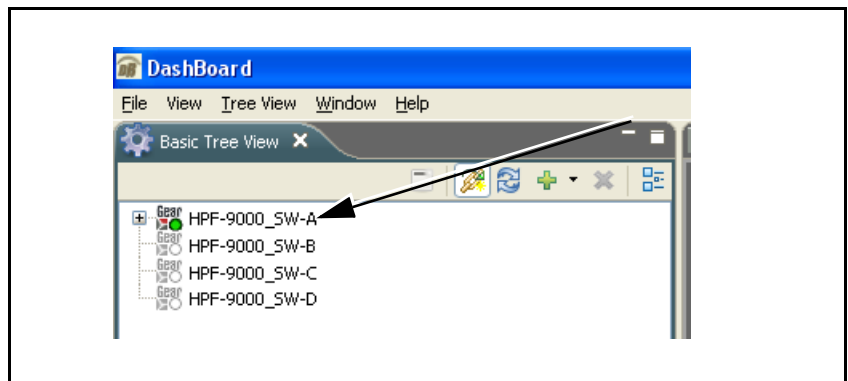 DashBoard
File View Tree View Window Help
Basic Tree View
Gear HPF-9000_SW-A
Gear HPF-9000_SW-B
Gear HPF-9000_SW-C
Gear HPF-9000_SW-D